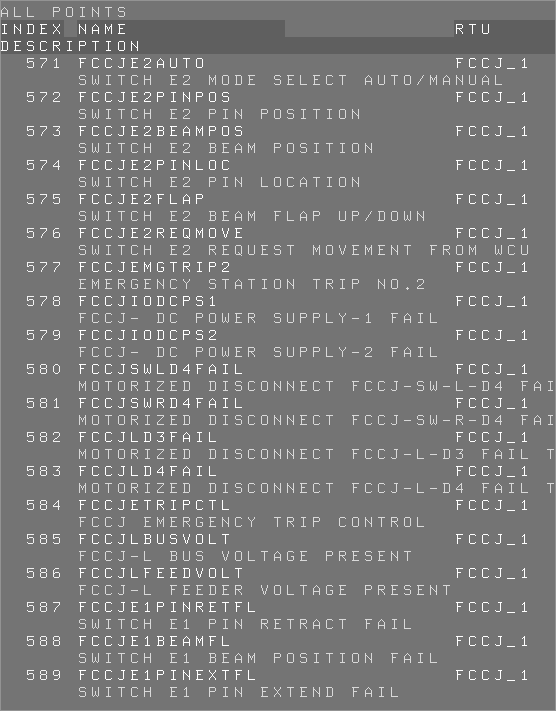 ALL POINTS
INDEX NAME RTU
DESCRIPTION
571 FCCJE2AUTO FCCJ_1
SWITCH E2 MODE SELECT AUTO/MANUAL
572 FCCJE2PINPOS FCCJ_1
SWITCH E2 PIN POSITION
573 FCCJE2BEAMPOS FCCJ_1
SWITCH E2 BEAM POSITION
574 FCCJE2PINLOC FCCJ_1
SWITCH E2 PIN LOCATION
575 FCCJE2FLAP FCCJ_1
SWITCH E2 BEAM FLAP UP/DOWN
576 FCCJE2REQMOVE FCCJ_1
SWITCH E2 REQUEST MOVEMENT FROM WCU
577 FCCJEMGTRIP2 FCCJ_1
EMERGENCY STATION TRIP NO.2
578 FCCJIODCPS1 FCCJ_1
FCCJ- DC POWER SUPPLY-1 FAIL
579 FCCJIODCPS2 FCCJ_1
FCCJ- DC POWER SUPPLY-2 FAIL
580 FCCJSWLD4FAIL FCCJ_1
MOTORIZED DISCONNECT FCCJ-SW-L-D4 FAI
581 FCCJSWRD4FAIL FCCJ_1
MOTORIZED DISCONNECT FCCJ-SW-R-D4 FAI
582 FCCJLD3FAIL FCCJ_1
MOTORIZED DISCONNECT FCCJ-L-D3 FAIL T
583 FCCJLD4FAIL FCCJ_1
MOTORIZED DISCONNECT FCCJ-L-D4 FAIL T
584 FCCJETRIPCTL FCCJ_1
FCCJ EMERGENCY TRIP CONTROL
585 FCCJLBUSVOLT FCCJ_1
FCCJ-L BUS VOLTAGE PRESENT
586 FCCJLFEEDVOLT FCCJ_1
FCCJ-L FEEDER VOLTAGE PRESENT
587 FCCJE1PINRETFL FCCJ_1
SWITCH E1 PIN RETRACT FAIL
588 FCCJE1BEAMFL FCCJ_1
SWITCH E1 BEAM POSITION FAIL
589 FCCJE1PINEXTFL FCCJ_1
SWITCH E1 PIN EXTEND FAIL